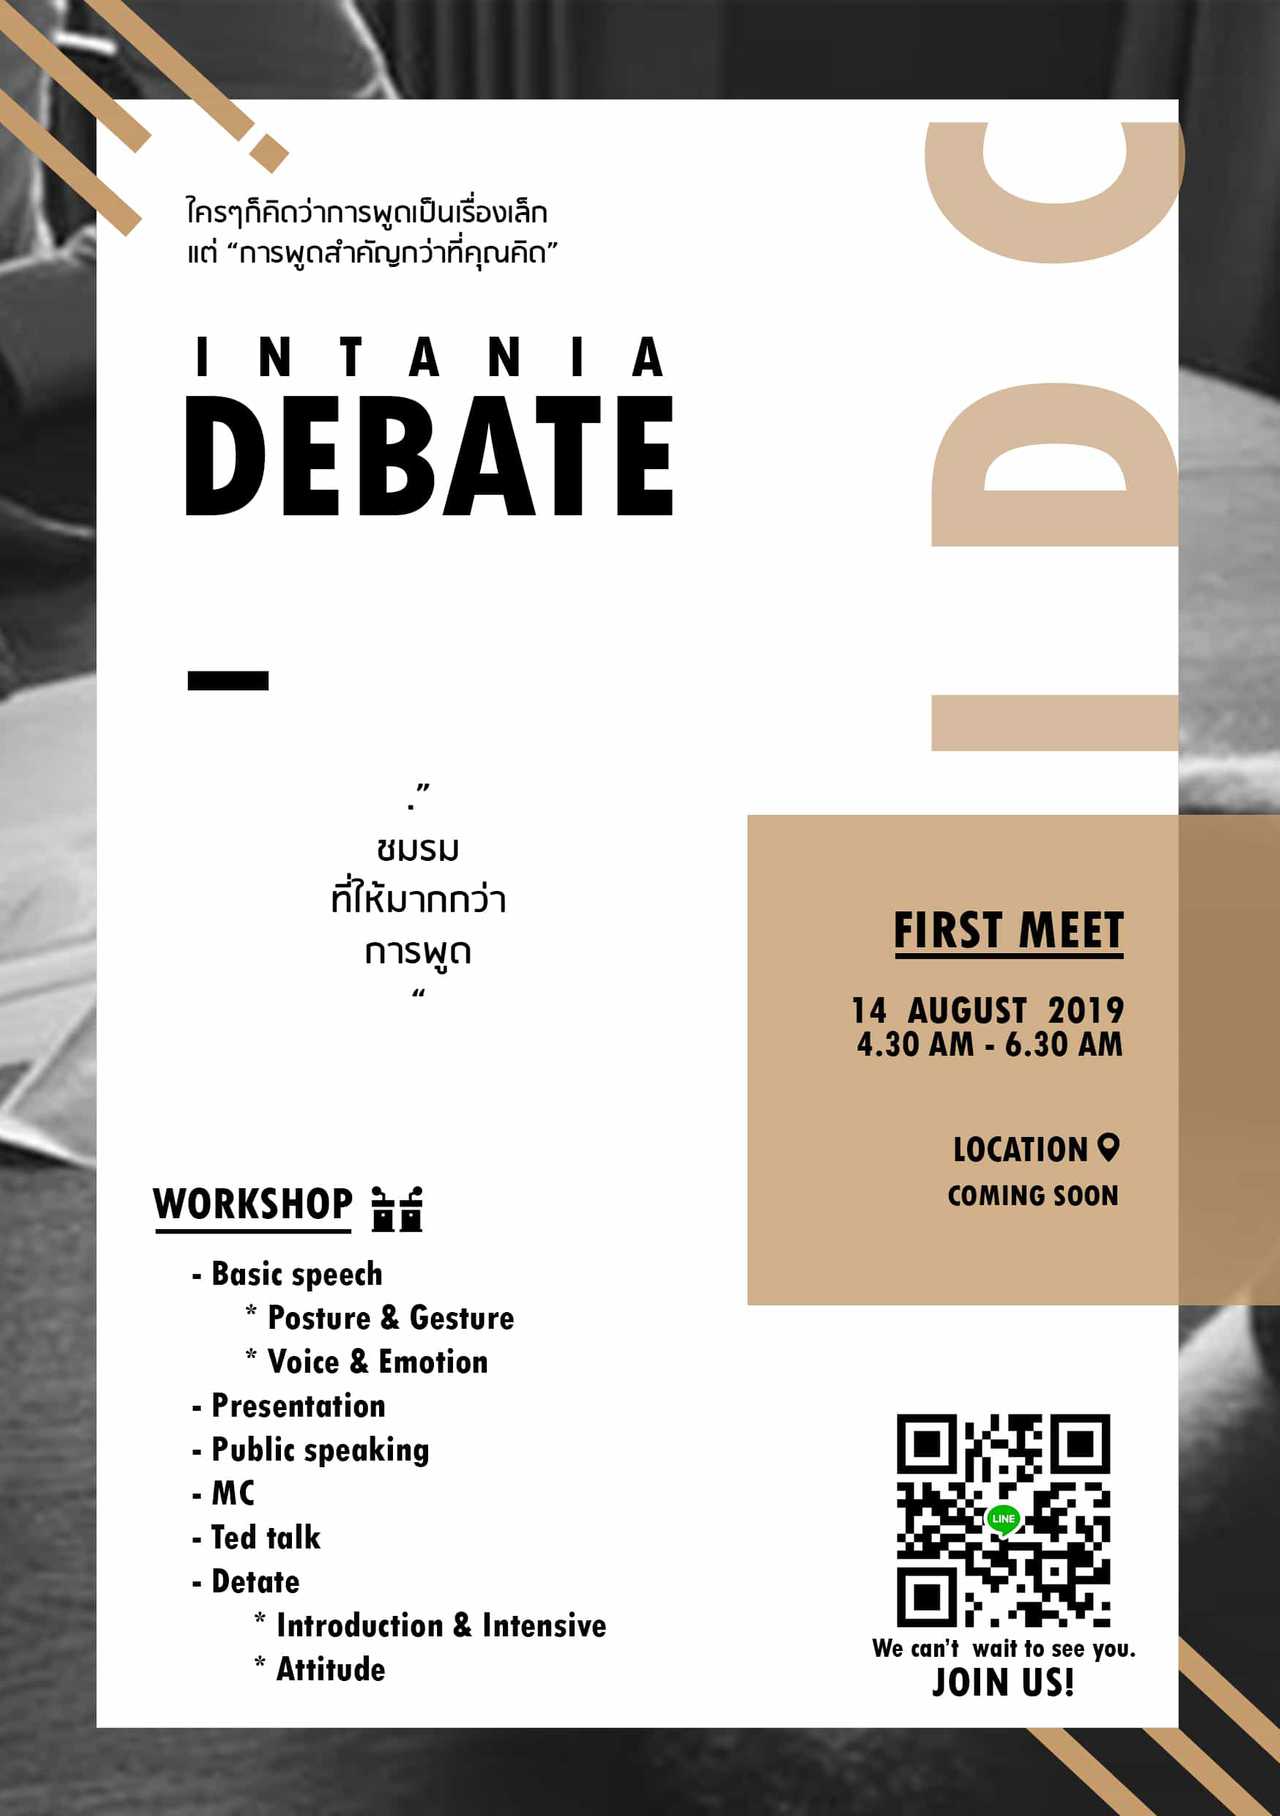 ใครๆก็คิดว่าการพูดเป็นเรื่องเล็ก
แต่ “การพูดสำคัญกว่าที่คุณคิด”
INTANIA
DEBATE
IDC
.”
ชมรม
ที่ให้มากกว่า
การพูด
“
FIRST MEET
14 AUGUST 2019
4.30 AM - 6.30 AM
LOCATION
COMING SOON
WORKSHOP
- Basic speech
* Posture & Gesture
* Voice & Emotion
- Presentation
- Public speaking
- MC
- Ted talk
- Detate
* Introduction & Intensive
* Attitude
LINE
We can’t wait to see you.
JOIN US!